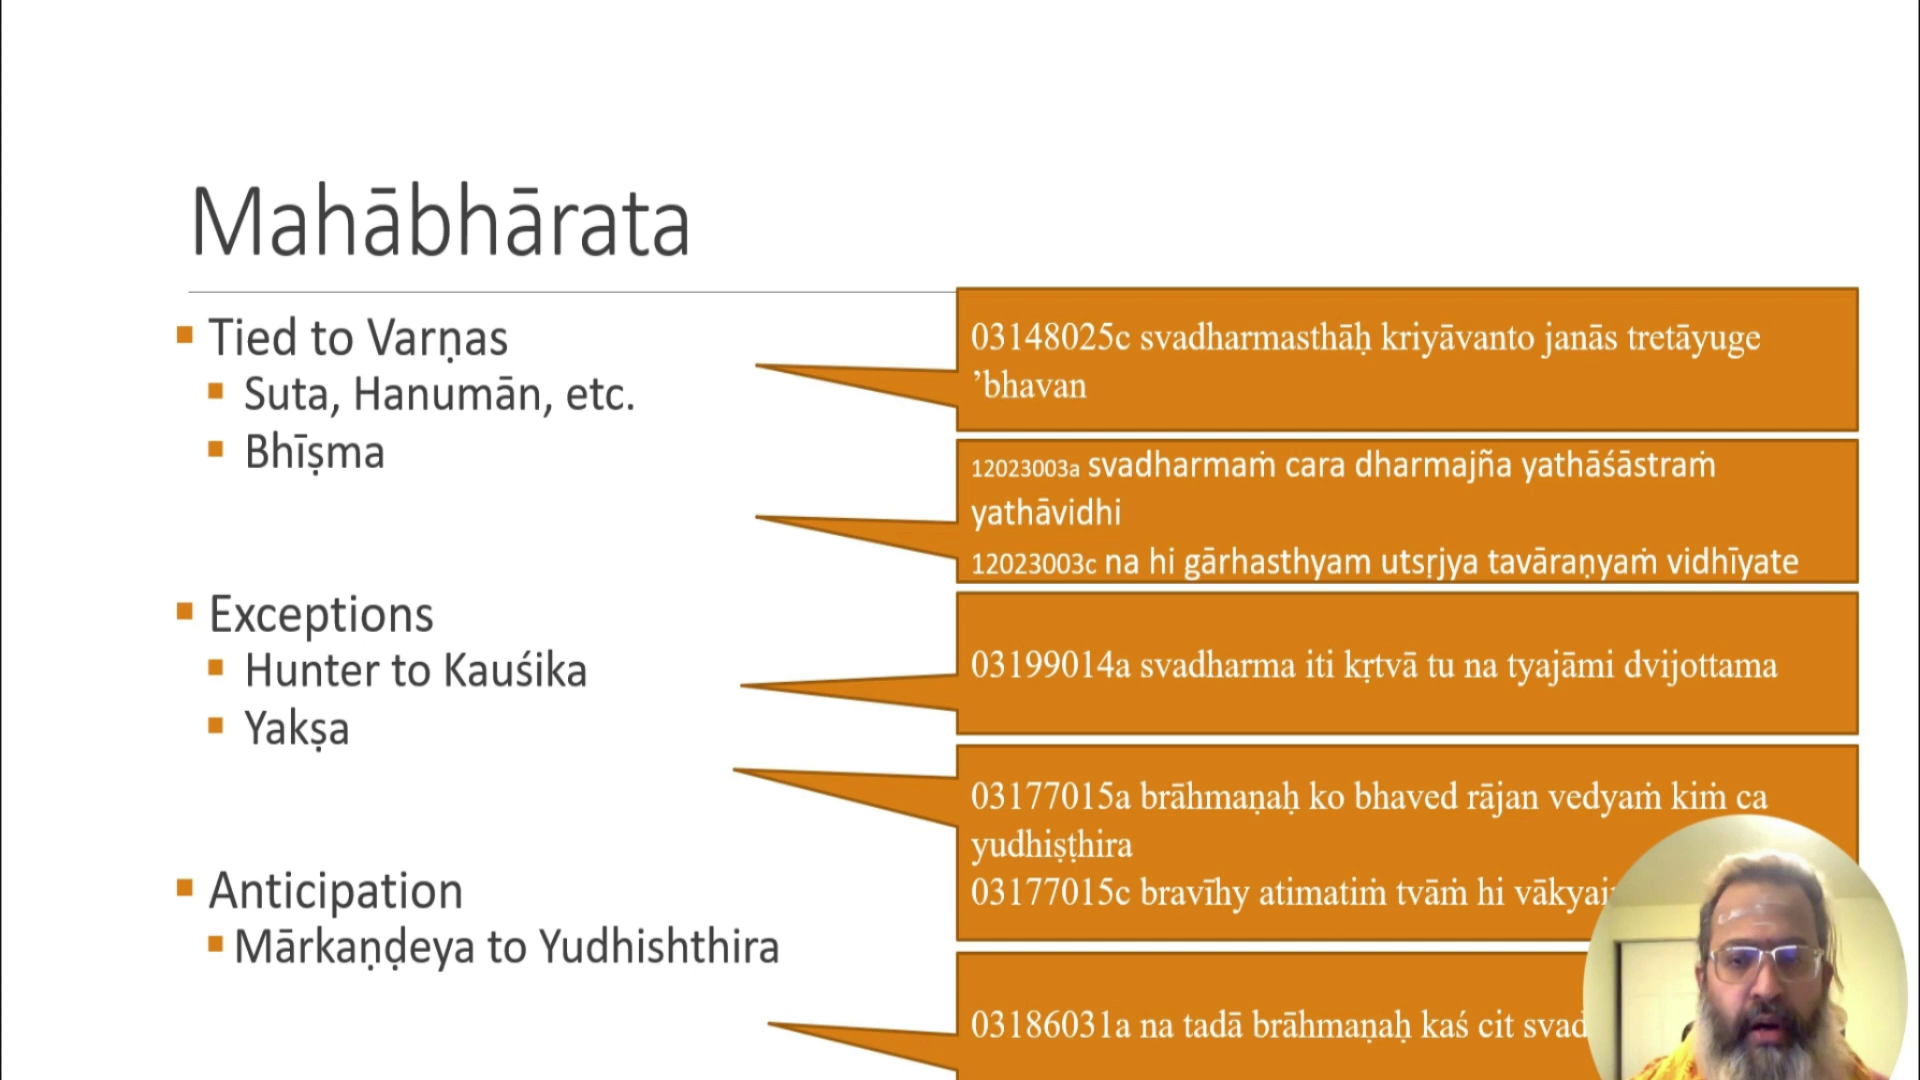 Mahābhārata
Tied to Varṇas
Suta, Hanumān, etc.
Bhīṣma
Exceptions
Hunter to Kauśika
Yakṣa
Anticipation
Mārkaṇḍeya to Yudhishthira
03148025c svadharmasthāḥ kriyāvanto janās tretāyuge
’bhavan
12023003a svadharmaṁ cara dharmajña yathāśāstraṁ
yathāvidhi
12023003c na hi gārhasthyam utsṛjya tavāraṇyaṁ vidhīyate
03199014a svadharma iti kṛtvā tu na tyajāmi dvijottama
03177015a brāhmaṇaḥ ko bhaved rājan vedyaṁ kiṁ ca
yudhiṣṭhira
03177015c bravīhy atimatiṁ tvāṁ hi
03186031a na tadā brāhmaṇaḥ kaś cit